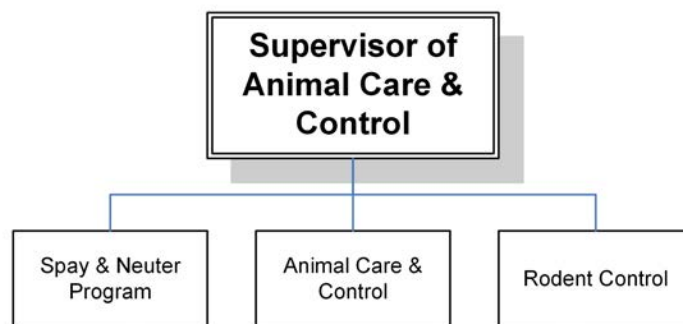 Supervisor of
Animal Care &
Control
Spay & Neuter
Program
Animal Care &
Control
Rodent Control